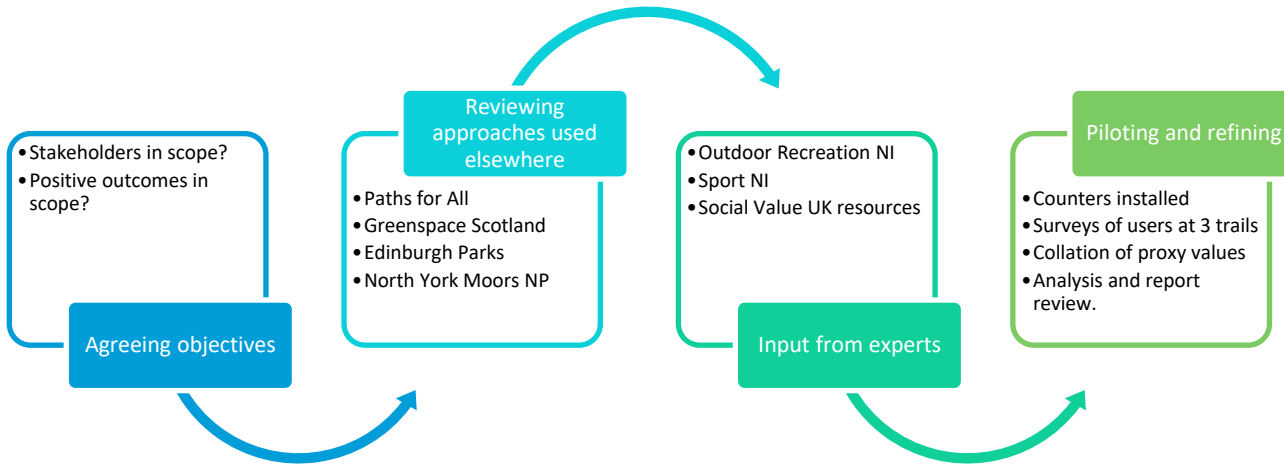 • Stakeholders in scope?
• Positive outcomes in
scope?
Agreeing objectives
Reviewing
approaches used
elsewhere
• Paths for All
• Greenspace Scotland
• Edinburgh Parks
• North York Moors NP
• Outdoor Recreation NI
• Sport NI
• Social Value UK resources
Input from experts
Piloting and refining
• Counters installed
• Surveys of users at 3 trails
• Collation of proxy values
• Analysis and report
review.